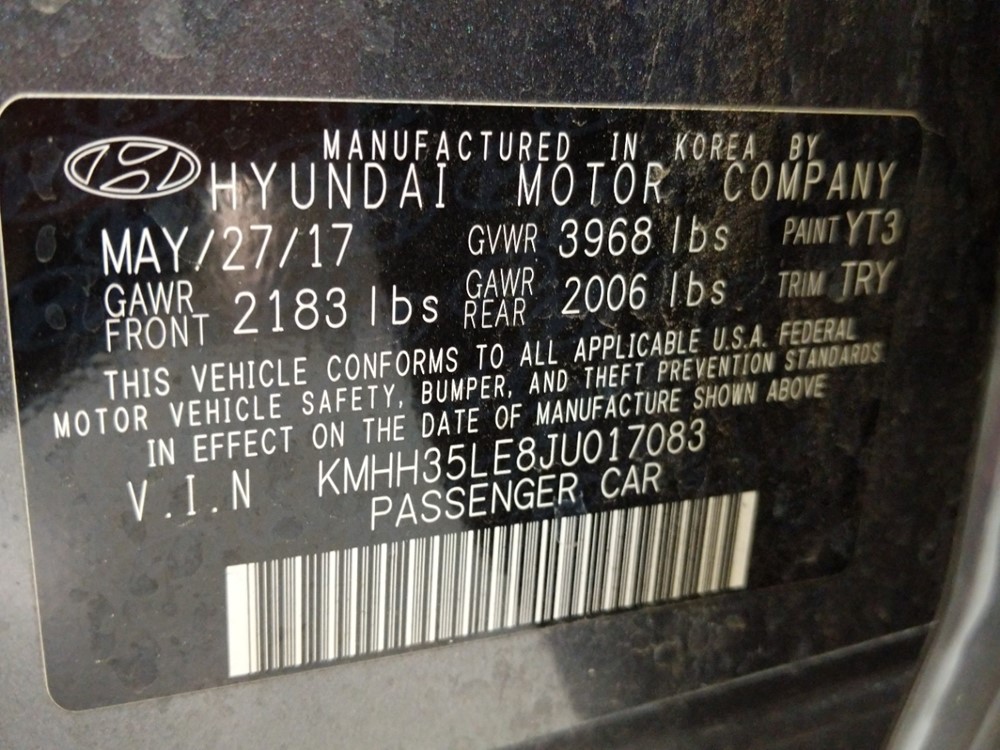 MANUFACTURED IN KOREA BY
HYUNDAI MOTOR COMPANY
MAY/27/17 GVWR 3968 lbs PAINT YT3
GAWR FRONT 2183 lbs GAWR REAR 2006 lbs TRIM TRY
THIS VEHICLE CONFORMS TO ALL APPLICABLE U.S.A. FEDERAL
MOTOR VEHICLE SAFETY, BUMPER, AND THEFT PREVENTION STANDARDS
IN EFFECT ON THE DATE OF MANUFACTURE SHOWN ABOVE
V.I.N KMHH35LE8JU017083
PASSENGER CAR